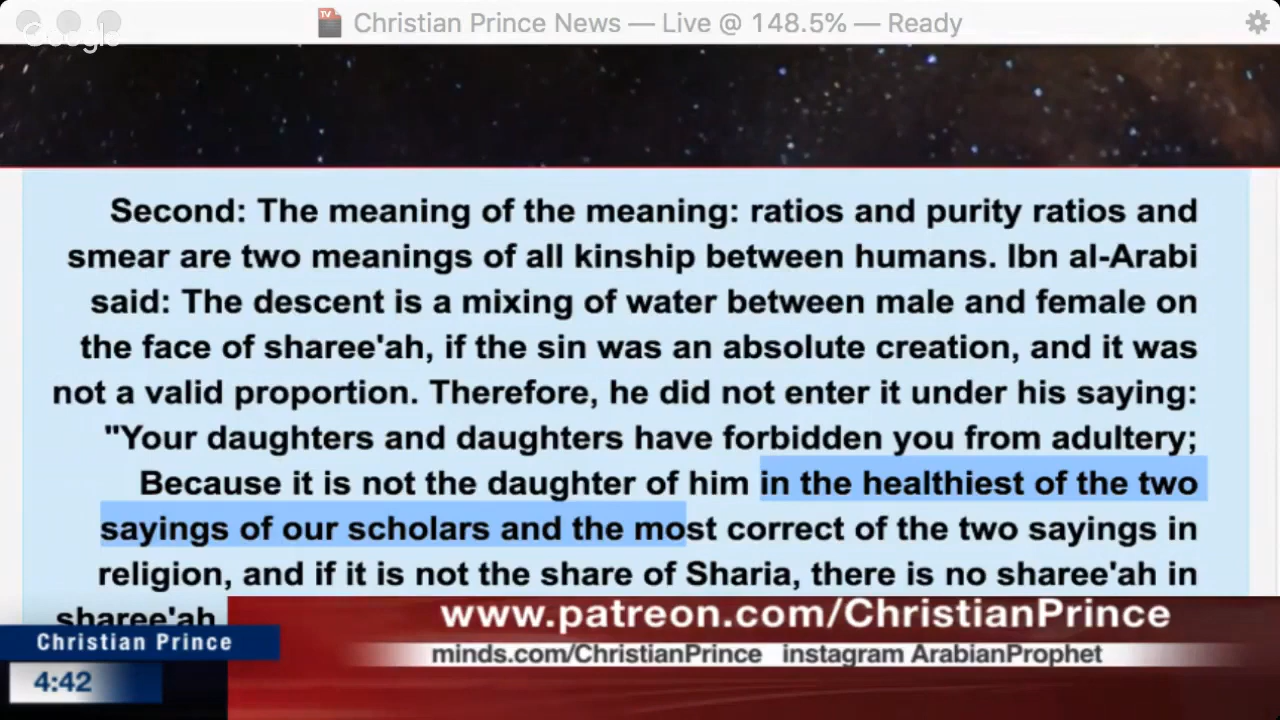 Christian Prince News — Live @ 148.5% — Ready
Google
Second: The meaning of the meaning: ratios and purity ratios and
smear are two meanings of all kinship between humans. Ibn al-Arabi
said: The descent is a mixing of water between male and female on
the face of sharee'ah, if the sin was an absolute creation, and it was
not a valid proportion. Therefore, he did not enter it under his saying:
"Your daughters and daughters have forbidden you from adultery;
Because it is not the daughter of him in the healthiest of the two
sayings of our scholars and the most correct of the two sayings in
religion, and if it is not the share of Sharia, there is no sharee'ah in
sharee'ah
www.patreon.com/ChristianPrince
Christian Prince
minds.com/ChristianPrince instagram ArabianProphet
4:42